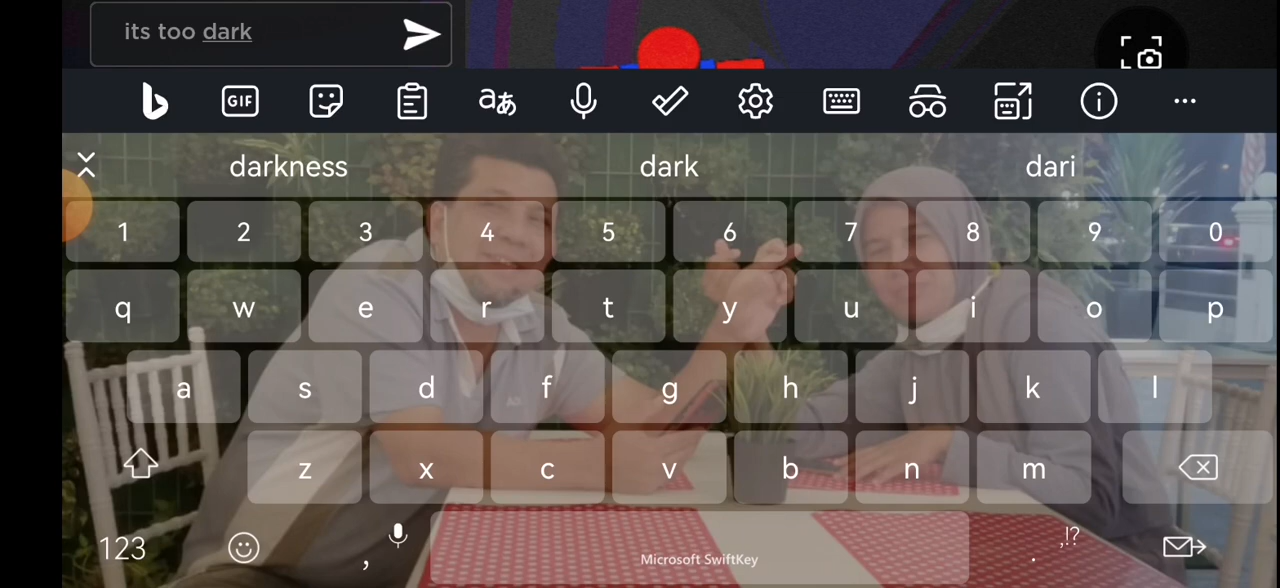 its too dark
GIF
aあ
darkness dark dari
1 2 3 4 5 6 7 8 9 0
q w e r t y u i o p
a s d f g h j k l
z x c v b n m
123 , Microsoft SwiftKey . ,!?